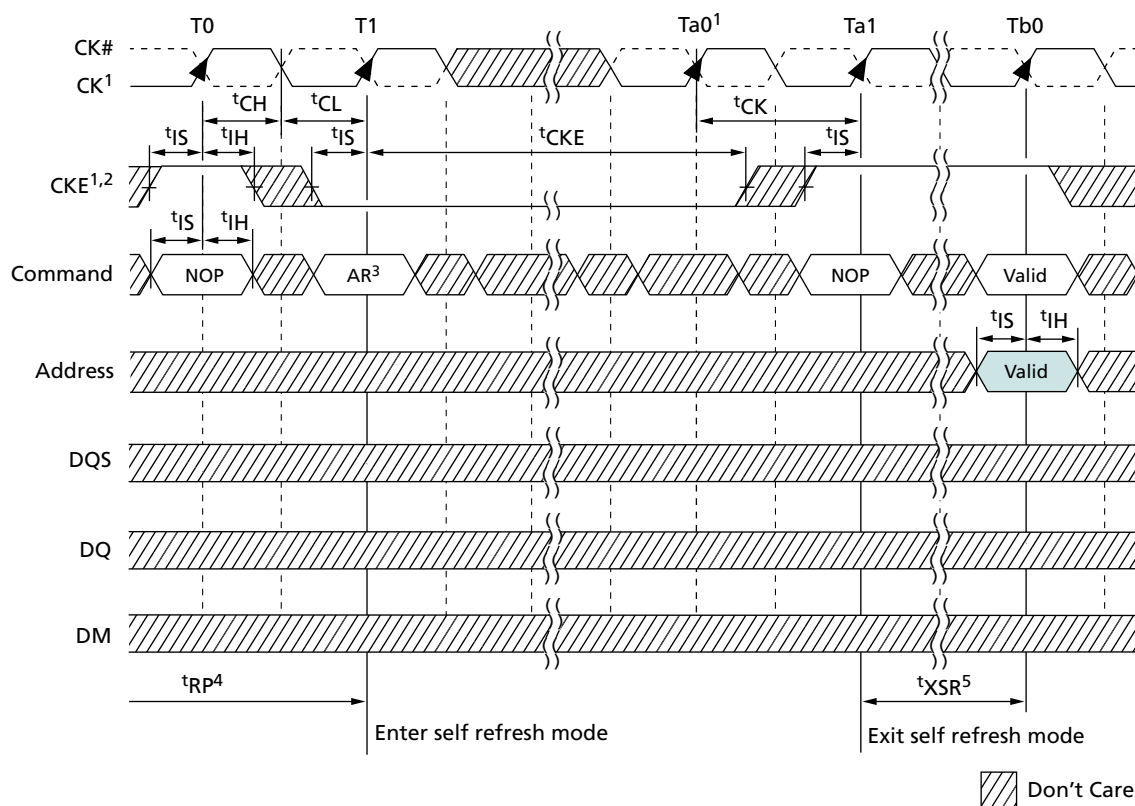 T0 T1 Ta0¹ Ta1 Tb0
CK#
CK¹
ᵗCH ᵗCL ᵗCK
ᵗIS ᵗIH ᵗIS ᵗCKE ᵗIS
CKE¹,²
ᵗIS ᵗIH
Command NOP AR³ NOP Valid
ᵗIS ᵗIH
Address Valid
DQS
DQ
DM
ᵗRP⁴ ᵗXSR⁵
Enter self refresh mode Exit self refresh mode
Don't Care